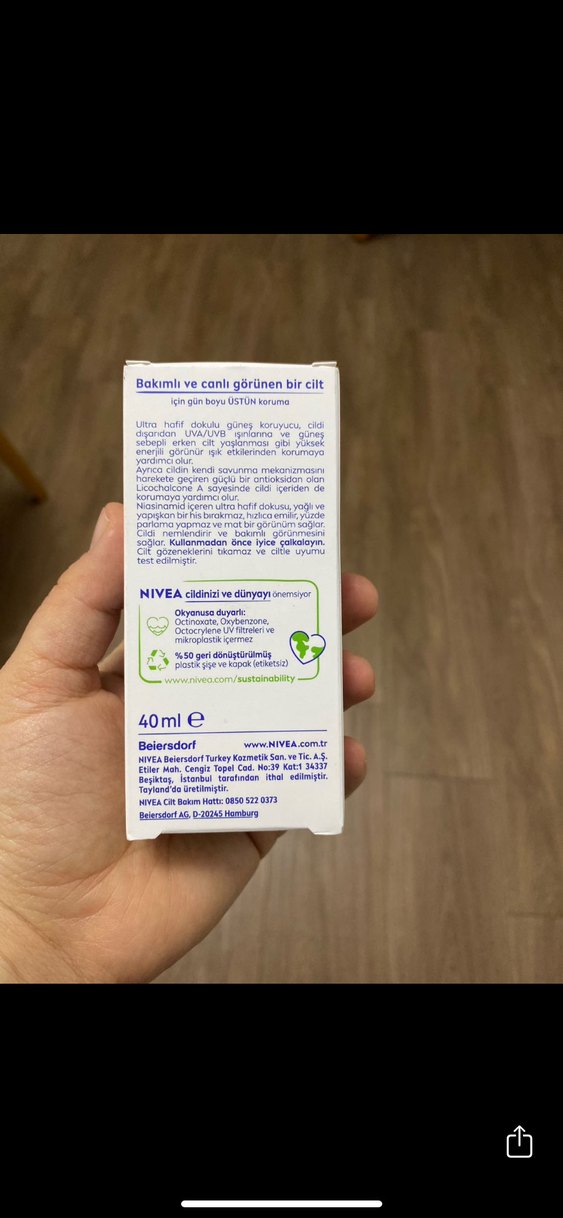 Bakımlı ve canlı görünen bir cilt
için gün boyu ÜSTÜN koruma
Ultra hafif dokulu güneş koruyucu, cildi
dışarıdan UVA/UVB ışınlarına ve güneş
sebepli erken cilt yaşlanması gibi yüksek
enerjili görünür ışık etkilerinden korumaya
yardımcı olur.
Ayrıca cildin kendi savunma mekanizmasını
harekete geçiren güçlü bir antioksidan olan
Licochalcone A sayesinde cildi içeriden de
korumaya yardımcı olur.
Niasinamid içeren ultra hafif dokusu, yağlı ve
yapışkan bir his bırakmaz, hızlıca emilir, yüzde
parlama yapmaz ve mat bir görünüm sağlar.
Cildi nemlendirir ve bakımlı görünmesini
sağlar. Kullanmadan önce iyice çalkalayın.
Cilt gözeneklerini tıkamaz ve ciltle uyumu
test edilmiştir.
NIVEA cildinizi ve dünyayı önemsiyor
Okyanusa duyarlı:
Octinoxate, Oxybenzone,
Octocrylene UV filtreleri ve
mikroplastik içermez
%50 geri dönüştürülmüş
plastik şişe ve kapak (etiketsiz)
www.nivea.com/sustainability
40 ml ℮
Beiersdorf www.NIVEA.com.tr
NIVEA Beiersdorf Turkey Kozmetik San. ve Tic. A.Ş.
Etiler Mah. Cengiz Topel Cad. No:39 Kat:1 34337
Beşiktaş, İstanbul tarafından ithal edilmiştir.
Tayland'da üretilmiştir.
NIVEA Cilt Bakım Hattı: 0850 522 0373
Beiersdorf AG, D-20245 Hamburg